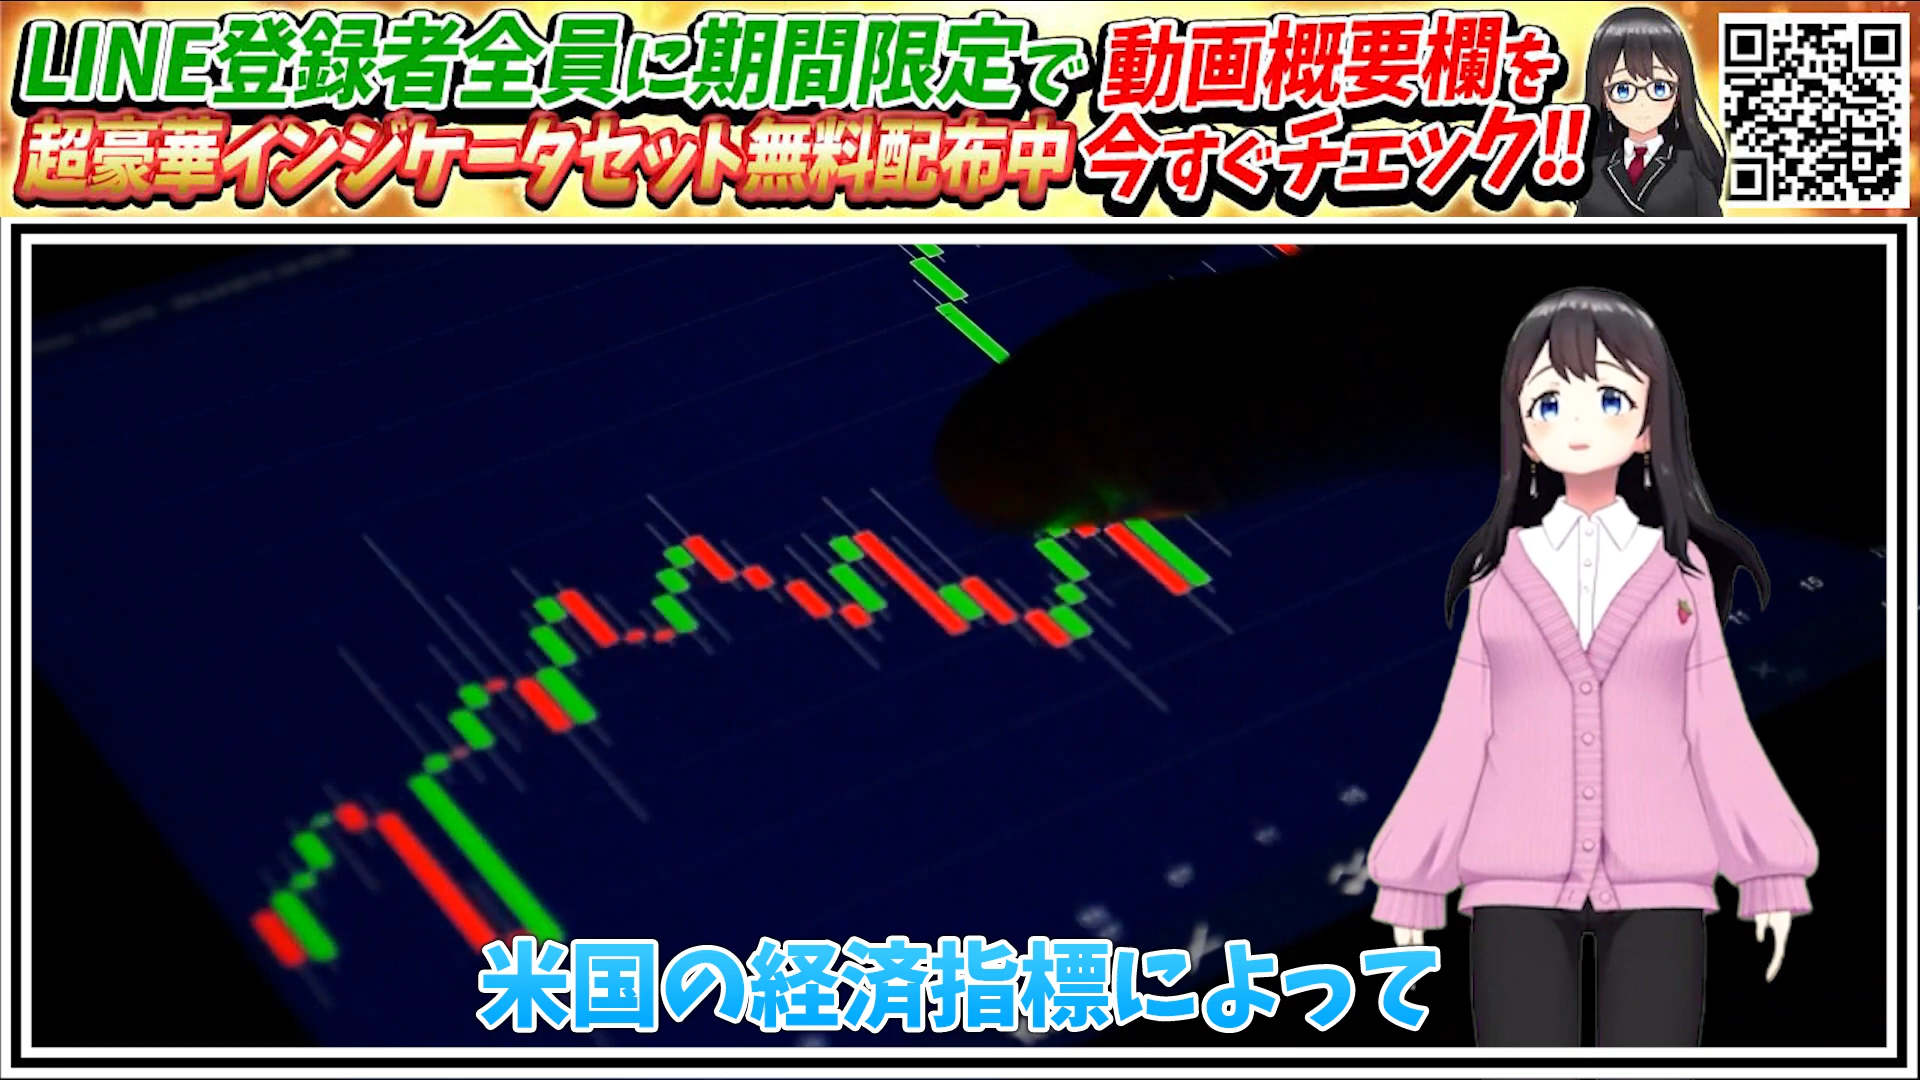 LINE登録者全員に期間限定で
超豪華インジケータセット無料配布中
動画概要欄を
今すぐチェック!!
米国の経済指標によって